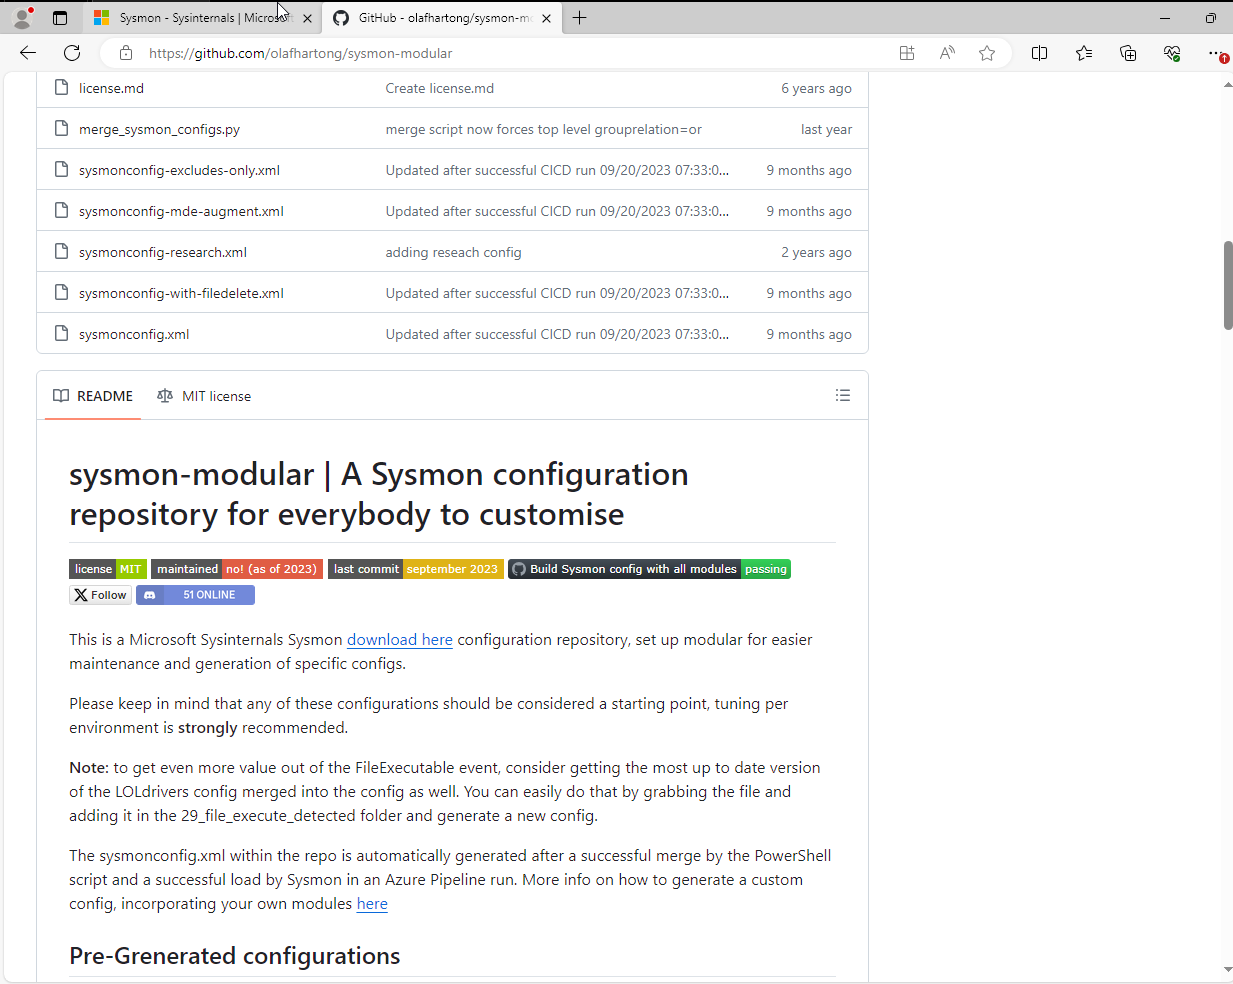 Sysmon - Sysinternals | Microsoft
GitHub - olafhartong/sysmon-mo
https://github.com/olafhartong/sysmon-modular
license.md Create license.md 6 years ago
merge_sysmon_configs.py merge script now forces top level grouprelation=or last year
sysmonconfig-excludes-only.xml Updated after successful CICD run 09/20/2023 07:33:0... 9 months ago
sysmonconfig-mde-augment.xml Updated after successful CICD run 09/20/2023 07:33:0... 9 months ago
sysmonconfig-research.xml adding reseach config 2 years ago
sysmonconfig-with-filedelete.xml Updated after successful CICD run 09/20/2023 07:33:0... 9 months ago
sysmonconfig.xml Updated after successful CICD run 09/20/2023 07:33:0... 9 months ago
README MIT license
sysmon-modular | A Sysmon configuration
repository for everybody to customise
license MIT maintained no! (as of 2023) last commit september 2023 Build Sysmon config with all modules passing
X Follow 51 ONLINE
This is a Microsoft Sysinternals Sysmon download here configuration repository, set up modular for easier
maintenance and generation of specific configs.
Please keep in mind that any of these configurations should be considered a starting point, tuning per
environment is strongly recommended.
Note: to get even more value out of the FileExecutable event, consider getting the most up to date version
of the LOLdrivers config merged into the config as well. You can easily do that by grabbing the file and
adding it in the 29_file_execute_detected folder and generate a new config.
The sysmonconfig.xml within the repo is automatically generated after a successful merge by the PowerShell
script and a successful load by Sysmon in an Azure Pipeline run. More info on how to generate a custom
config, incorporating your own modules here
Pre-Grenerated configurations